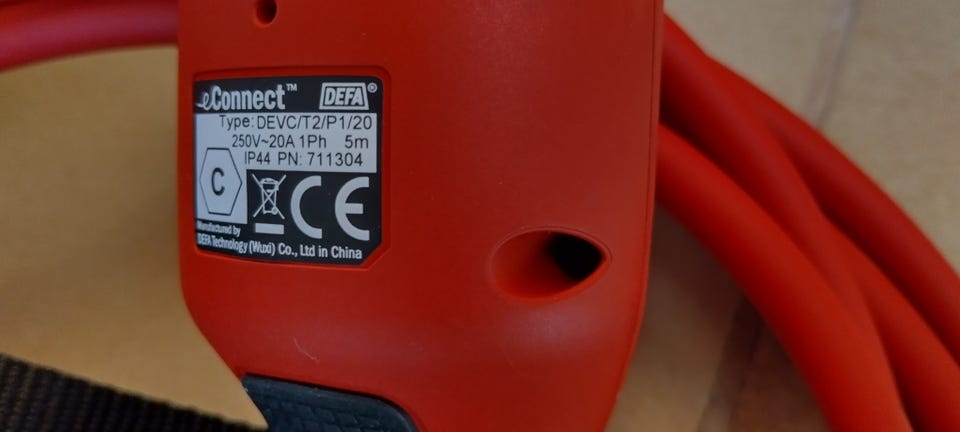 eConnect™ DEFA®
Type: DEVC/T2/P1/20
250V~20A 1Ph 5m
IP44 PN: 711304
C
CE
Manufactured by
DEFA Technology (Wuxi) Co., Ltd in China